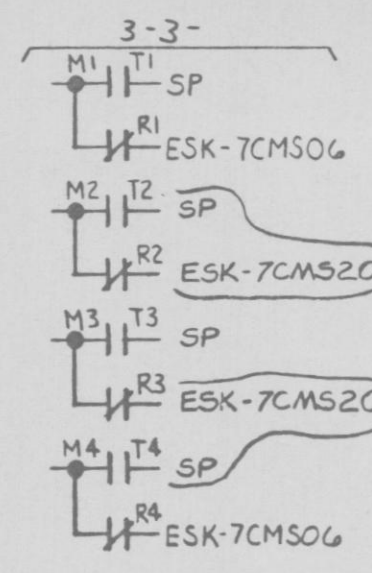 3-3-
M1 T1 SP
R1 ESK-7CMS06
M2 T2 SP
R2 ESK-7CMS20
M3 T3 SP
R3 ESK-7CMS20
M4 T4 SP
R4 ESK-7CMS06